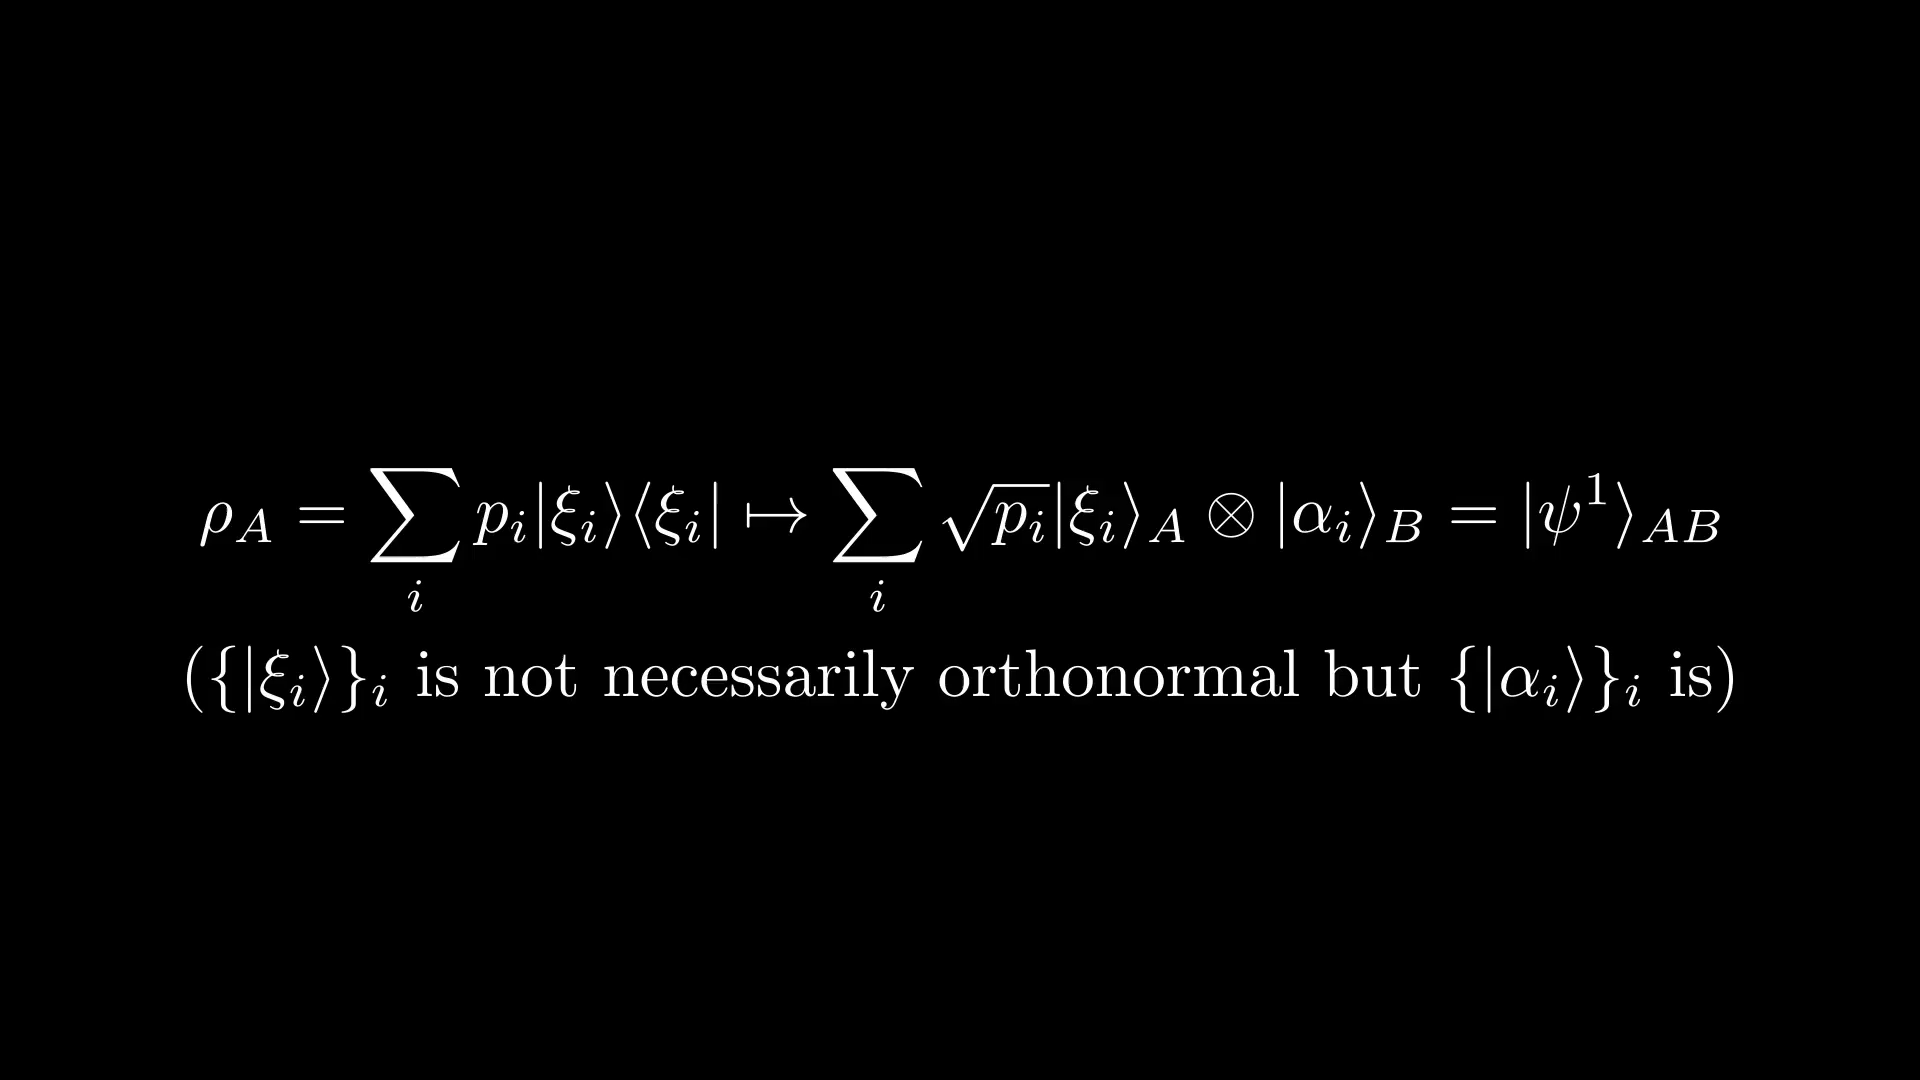 ρ_A = ∑_i p_i|ξ_i⟩⟨ξ_i| ↦ ∑_i √p_i|ξ_i⟩_A ⊗ |α_i⟩_B = |ψ^1⟩_AB
({|ξ_i⟩}_i is not necessarily orthonormal but {|α_i⟩}_i is)